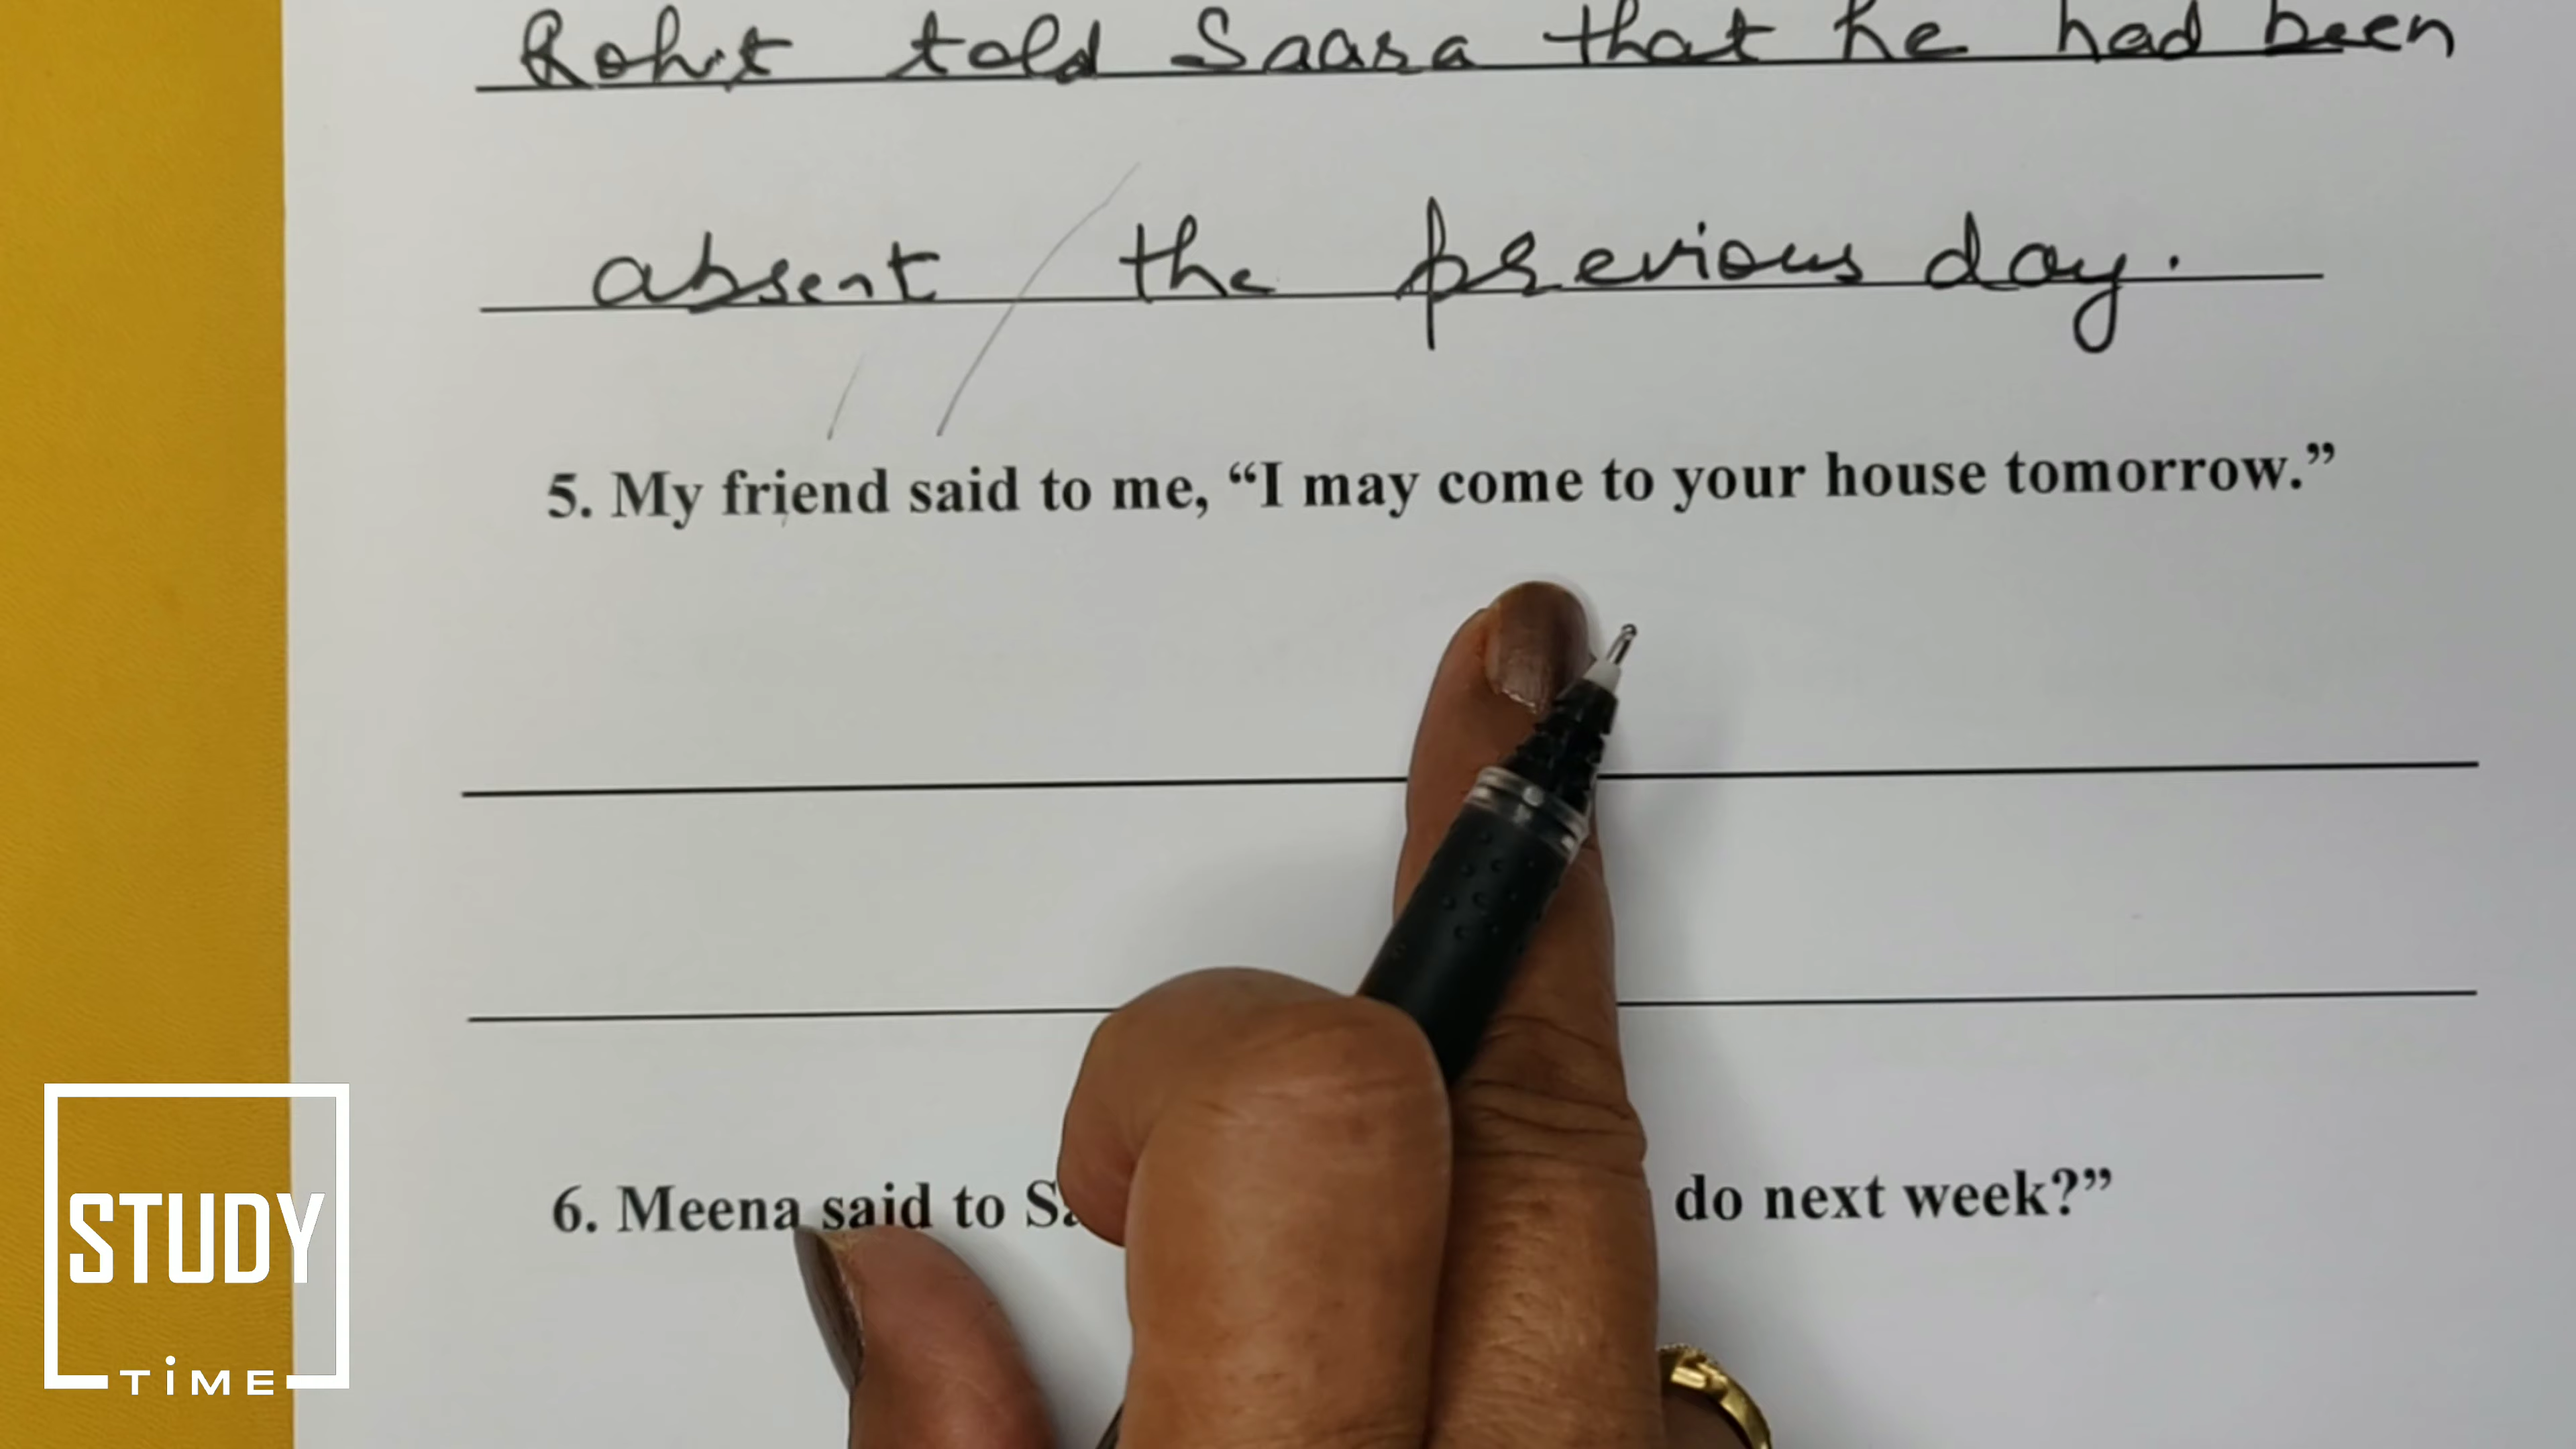 Rohit told Saara that he had been
absent the previous day.
5. My friend said to me, “I may come to your house tomorrow.”
6. Meena said to do next week?”
STUDY
TiME